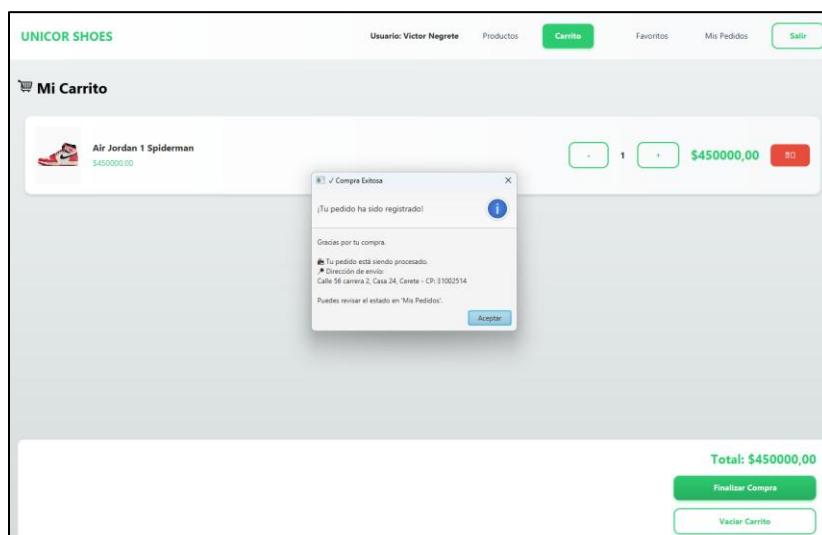 UNICOR SHOES
Usuario: Victor Negrete
Productos
Carrito
Favoritos
Mis Pedidos
Salir
Mi Carrito
Air Jordan 1 Spiderman
$450000,00
-
1
+
$450000,00
✓ Compra Exitosa
¡Tu pedido ha sido registrado!
Gracias por tu compra.
Tu pedido está siendo procesado.
Dirección de envío:
Calle 56 carrera 2, Casa 24, Cerete - CP: 31002514
Puedes revisar el estado en 'Mis Pedidos'.
Aceptar
Total: $450000,00
Finalizar Compra
Vaciar Carrito